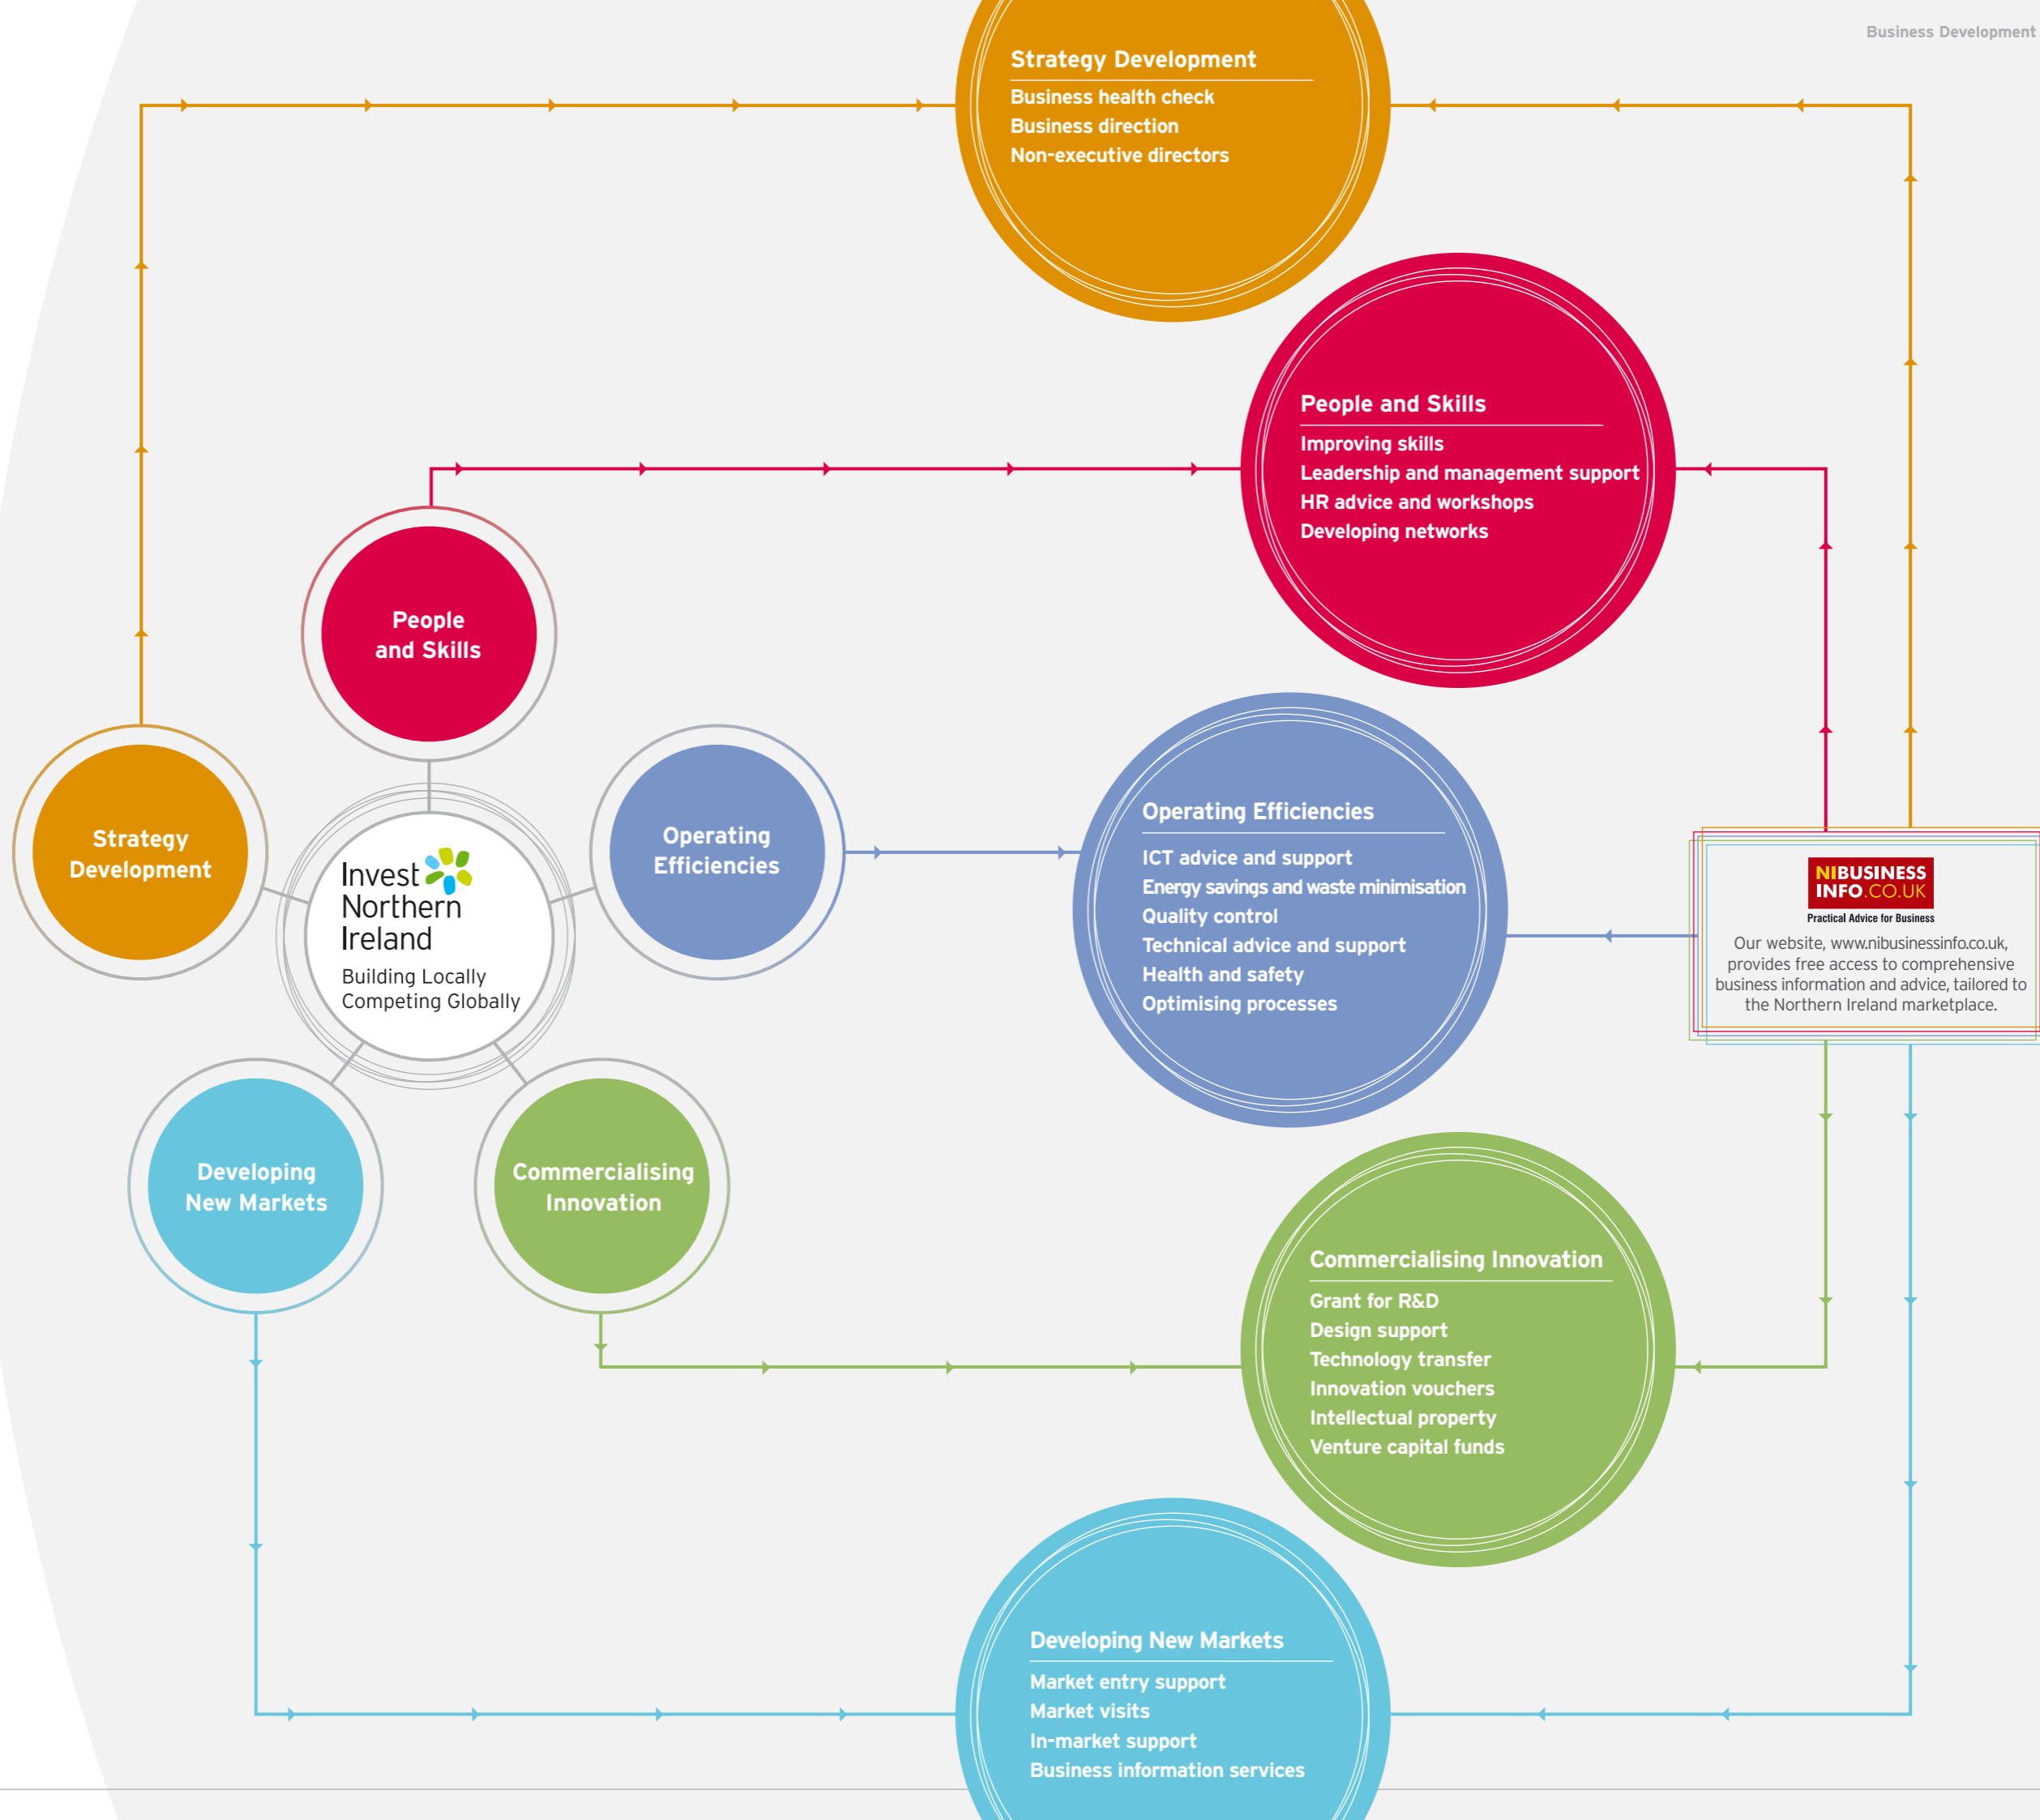 Business Development
Strategy Development
Business health check
Business direction
Non-executive directors
People and Skills
Improving skills
Leadership and management support
HR advice and workshops
Developing networks
People
and Skills
Strategy
Development
Operating
Efficiencies
Invest
Northern
Ireland
Building Locally
Competing Globally
Developing
New Markets
Commercialising
Innovation
Operating Efficiencies
ICT advice and support
Energy savings and waste minimisation
Quality control
Technical advice and support
Health and safety
Optimising processes
NIBUSINESS
INFO.CO.UK
Practical Advice for Business
Our website, www.nibusinessinfo.co.uk,
provides free access to comprehensive
business information and advice, tailored to
the Northern Ireland marketplace.
Commercialising Innovation
Grant for R&D
Design support
Technology transfer
Innovation vouchers
Intellectual property
Venture capital funds
Developing New Markets
Market entry support
Market visits
In-market support
Business information services